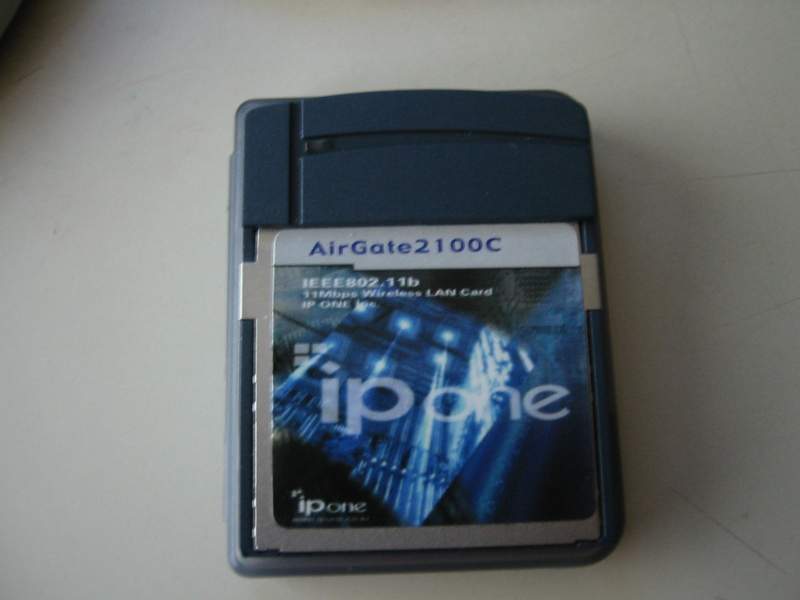 AirGate2100C
IEEE802.11b
11Mbps Wireless LAN Card
IP ONE Inc.
ip one
ip one